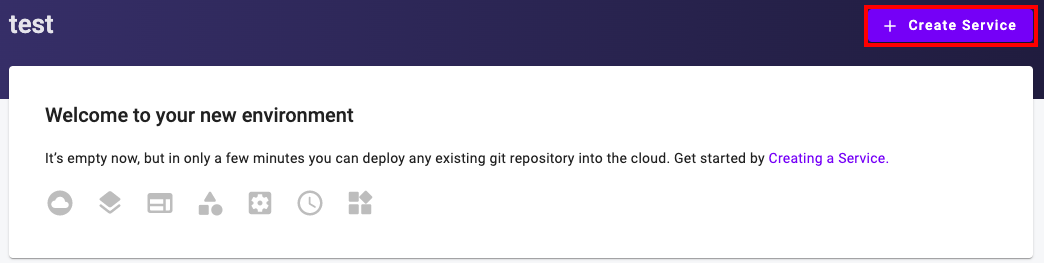 test
+ Create Service
Welcome to your new environment
It's empty now, but in only a few minutes you can deploy any existing git repository into the cloud. Get started by Creating a Service.